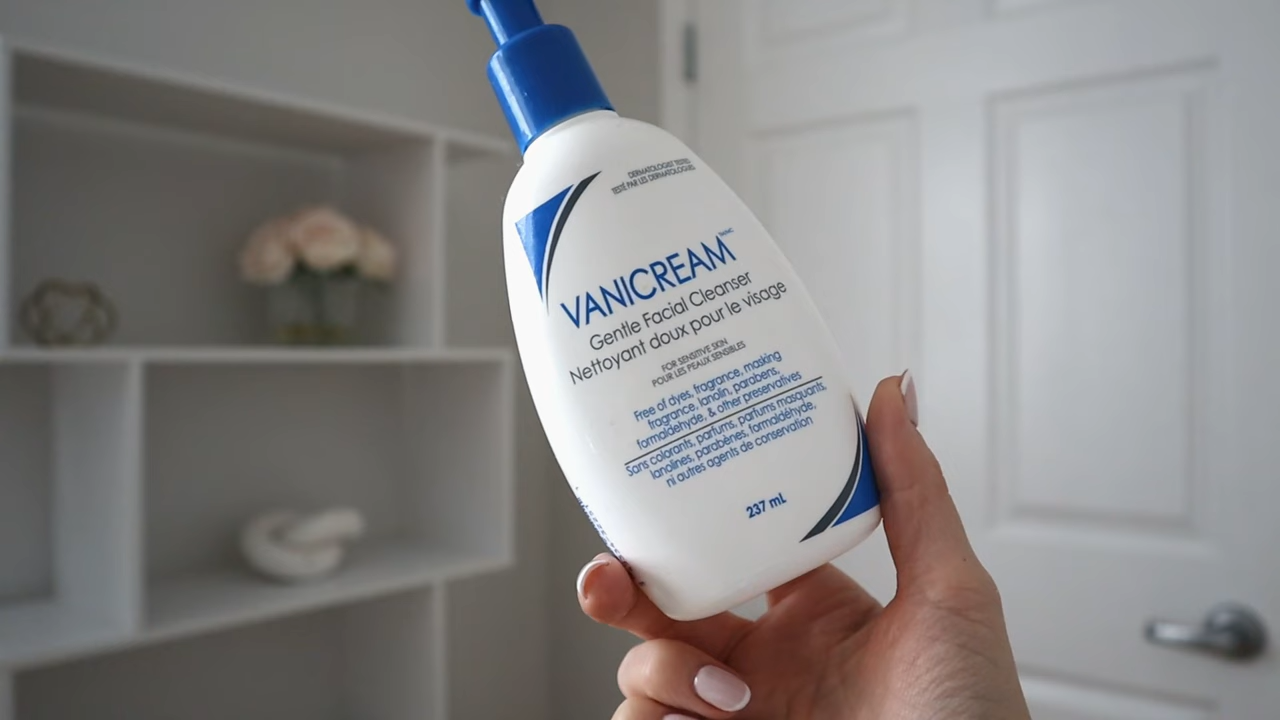 DERMATOLOGIST TESTED
TESTÉ PAR LES DERMATOLOGUES
VANICREAM
Gentle Facial Cleanser
Nettoyant doux pour le visage
FOR SENSITIVE SKIN
POUR LES PEAUX SENSIBLES
Free of dyes, fragrance, masking
fragrance, lanolin, parabens,
formaldehyde, & other preservatives
Sans colorants, parfums, parfums masquants,
lanolines, parabènes, formaldéhyde,
ni autres agents de conservation
237 mL